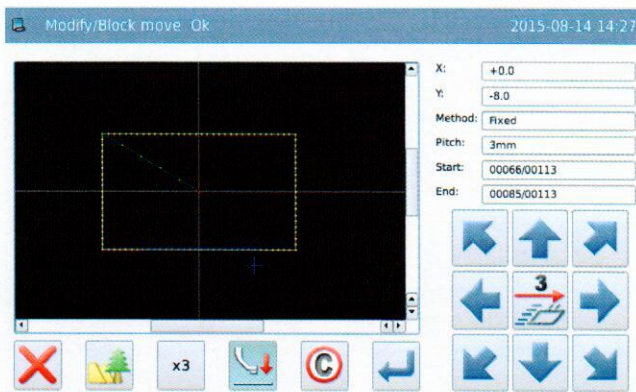 Modify/Block move Ok
2015-08-14 14:27
X: +0.0
Y: -8.0
Method: Fixed
Pitch: 3mm
Start: 00066/00113
End: 00085/00113
3
x3
C